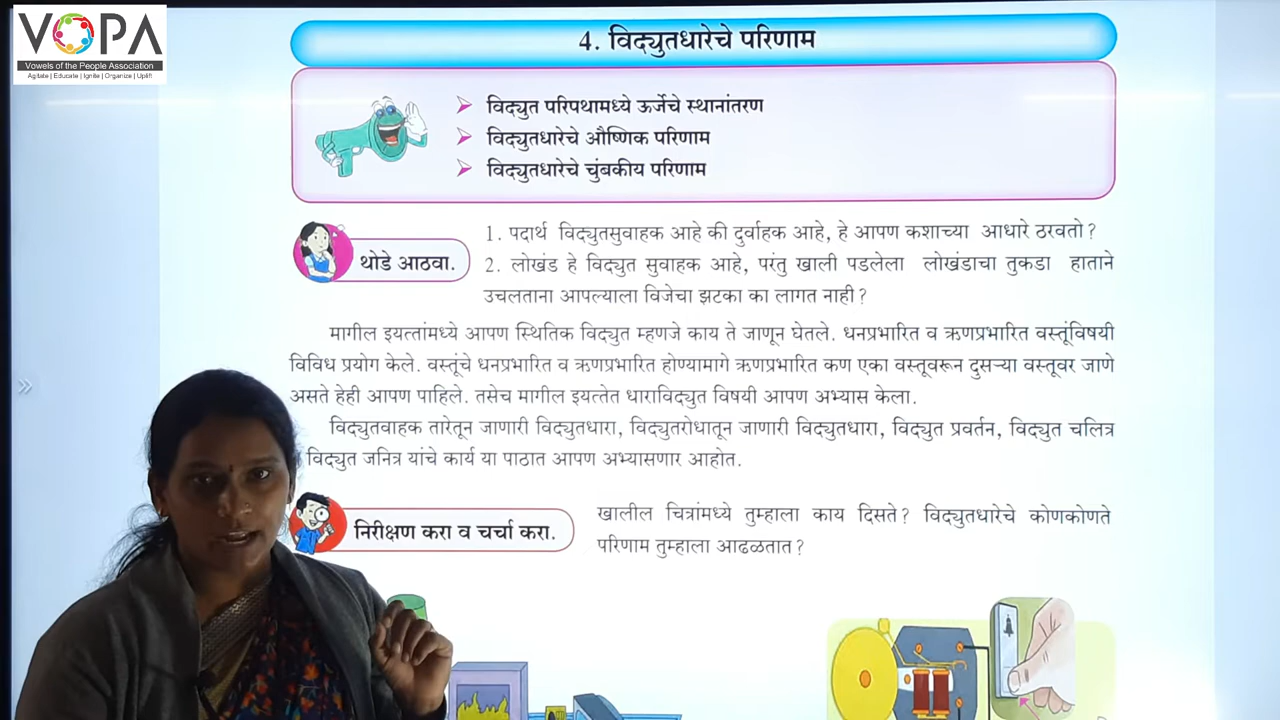 VOPA
Vowels of the People Association
Agitate | Educate | Ignite | Organize | Uplift
4. विद्युतधारेचे परिणाम
विद्युत परिपथामध्ये ऊर्जेचे स्थानांतरण
विद्युतधारेचे औष्णिक परिणाम
विद्युतधारेचे चुंबकीय परिणाम
थोडे आठवा.
1. पदार्थ विद्युतसुवाहक आहे की दुर्वाहक आहे, हे आपण कशाच्या आधारे ठरवतो?
2. लोखंड हे विद्युत सुवाहक आहे, परंतु खाली पडलेला लोखंडाचा तुकडा हाताने
उचलताना आपल्याला विजेचा झटका का लागत नाही?
मागील इयत्तांमध्ये आपण स्थितिक विद्युत म्हणजे काय ते जाणून घेतले. धनप्रभारित व ऋणप्रभारित वस्तूंविषयी
विविध प्रयोग केले. वस्तूंचे धनप्रभारित व ऋणप्रभारित होण्यामागे ऋणप्रभारित कण एका वस्तूवरून दुसऱ्या वस्तूवर जाणे
असते हेही आपण पाहिले. तसेच मागील इयत्तेत धाराविद्युत विषयी आपण अभ्यास केला.
विद्युतवाहक तारेतून जाणारी विद्युतधारा, विद्युतरोधातून जाणारी विद्युतधारा, विद्युत प्रवर्तन, विद्युत चलित्र
विद्युत जनित्र यांचे कार्य या पाठात आपण अभ्यासणार आहोत.
निरीक्षण करा व चर्चा करा.
खालील चित्रांमध्ये तुम्हाला काय दिसते? विद्युतधारेचे कोणकोणते
परिणाम तुम्हाला आढळतात?